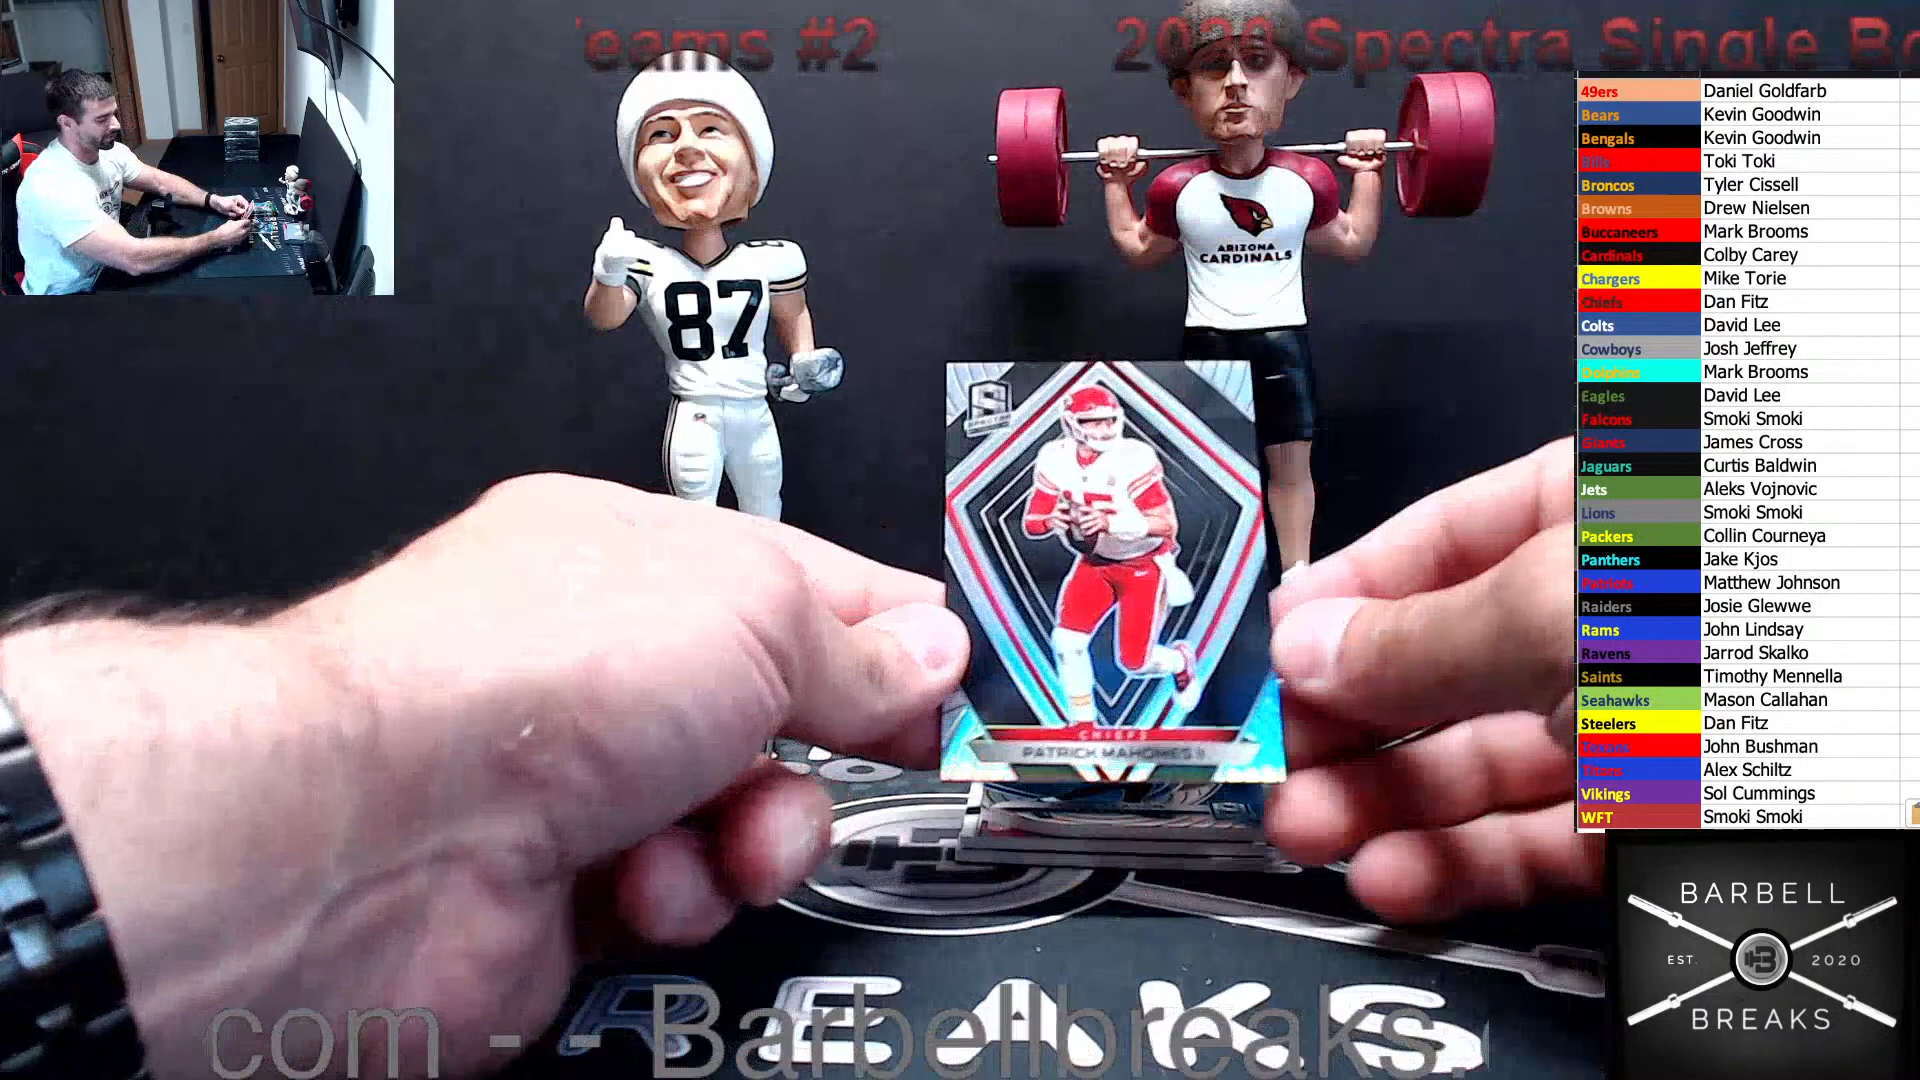 eams #2
2020 Spectra Single Bo
49ers Daniel Goldfarb
Bears Kevin Goodwin
Bengals Kevin Goodwin
Bills Toki Toki
Broncos Tyler Cissell
Browns Drew Nielsen
Buccaneers Mark Brooms
Cardinals Colby Carey
Chargers Mike Torie
Chiefs Dan Fitz
Colts David Lee
Cowboys Josh Jeffrey
Dolphins Mark Brooms
Eagles David Lee
Falcons Smoki Smoki
Giants James Cross
Jaguars Curtis Baldwin
Jets Aleks Vojnovic
Lions Smoki Smoki
Packers Collin Courneya
Panthers Jake Kjos
Patriots Matthew Johnson
Raiders Josie Glewwe
Rams John Lindsay
Ravens Jarrod Skalko
Saints Timothy Mennella
Seahawks Mason Callahan
Steelers Dan Fitz
Texans John Bushman
Titans Alex Schiltz
Vikings Sol Cummings
WFT Smoki Smoki
87
ARIZONA
CARDINALS
SPECTRA
15
CHIEFS
PATRICK MAHOMES II
BREAKS
com - - Barbellbreaks.
BARBELL
EST. B 2020
BREAKS